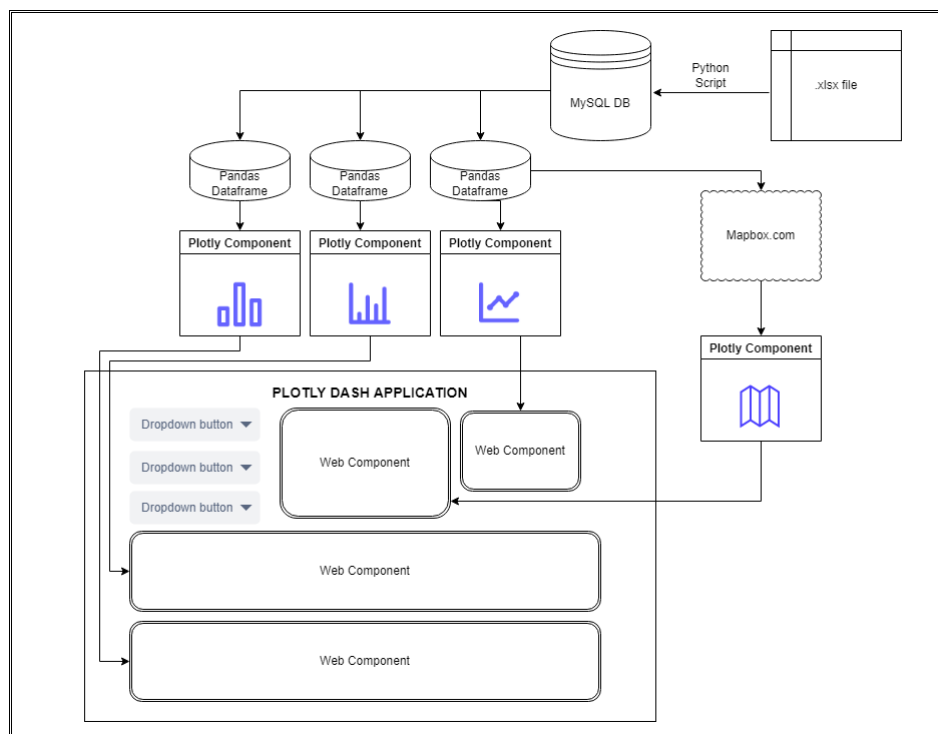 Python
Script
.xlsx file
MySQL DB
Pandas
Dataframe
Pandas
Dataframe
Pandas
Dataframe
Mapbox.com
Plotly Component
Plotly Component
Plotly Component
Plotly Component
PLOTLY DASH APPLICATION
Dropdown button
Dropdown button
Dropdown button
Web Component
Web Component
Web Component
Web Component